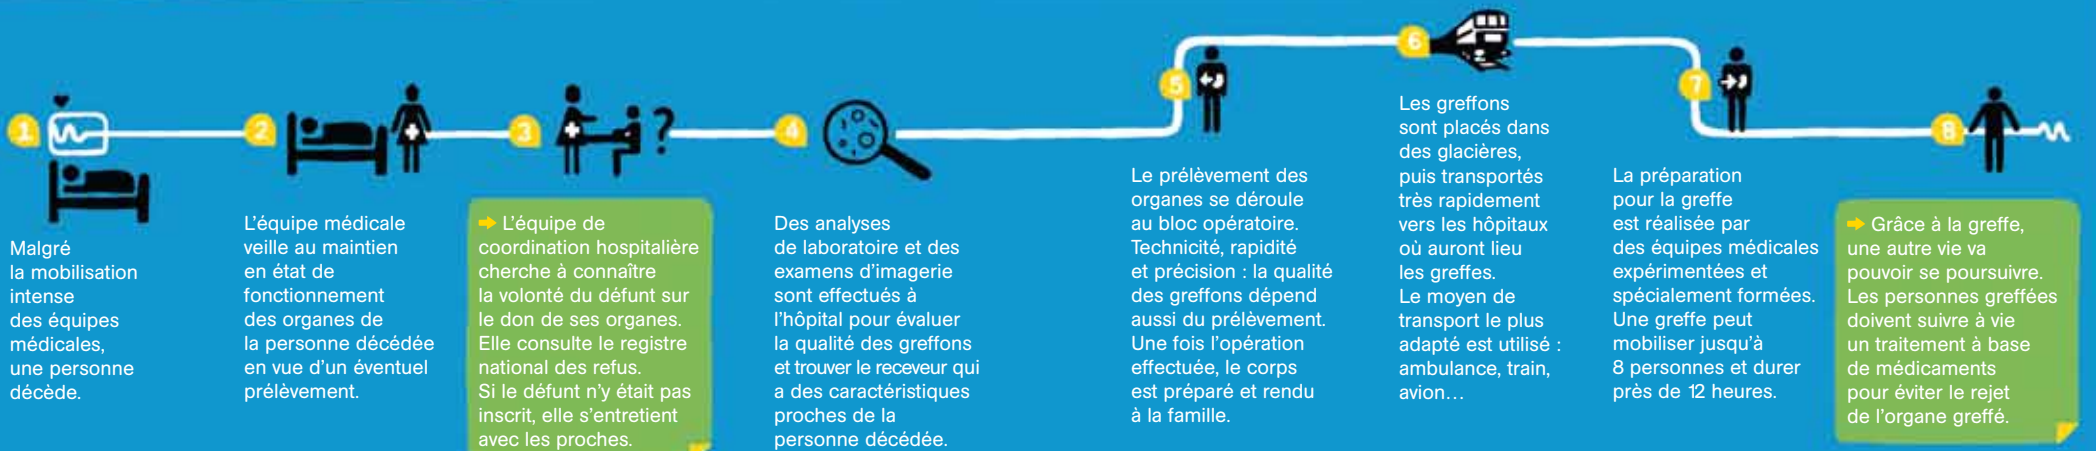 1
Malgré
la mobilisation
intense
des équipes
médicales,
une personne
décède.
2
L'équipe médicale
veille au maintien
en état de
fonctionnement
des organes de
la personne décédée
en vue d'un éventuel
prélèvement.
3
?
➡ L'équipe de
coordination hospitalière
cherche à connaître
la volonté du défunt sur
le don de ses organes.
Elle consulte le registre
national des refus.
Si le défunt n'y était pas
inscrit, elle s'entretient
avec les proches.
4
Des analyses
de laboratoire et des
examens d'imagerie
sont effectués à
l'hôpital pour évaluer
la qualité des greffons
et trouver le receveur qui
a des caractéristiques
proches de la
personne décédée.
5
Le prélèvement des
organes se déroule
au bloc opératoire.
Technicité, rapidité
et précision : la qualité
des greffons dépend
aussi du prélèvement.
Une fois l'opération
effectuée, le corps
est préparé et rendu
à la famille.
6
Les greffons
sont placés dans
des glacières,
puis transportés
très rapidement
vers les hôpitaux
où auront lieu
les greffes.
Le moyen de
transport le plus
adapté est utilisé :
ambulance, train,
avion…
7
La préparation
pour la greffe
est réalisée par
des équipes médicales
expérimentées et
spécialement formées.
Une greffe peut
mobiliser jusqu'à
8 personnes et durer
près de 12 heures.
8
➡ Grâce à la greffe,
une autre vie va
pouvoir se poursuivre.
Les personnes greffées
doivent suivre à vie
un traitement à base
de médicaments
pour éviter le rejet
de l'organe greffé.